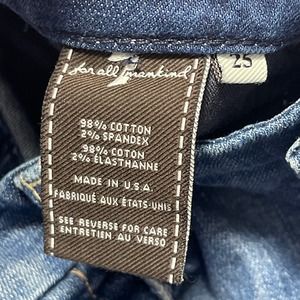 for all 7 mankind
25
98% COTTON
2% SPANDEX
98% COTON
2% ÉLASTHANNE
MADE IN U.S.A.
FABRIQUÉ AUX ÉTATS-UNIS
SEE REVERSE FOR CARE
ENTRETIEN AU VERSO